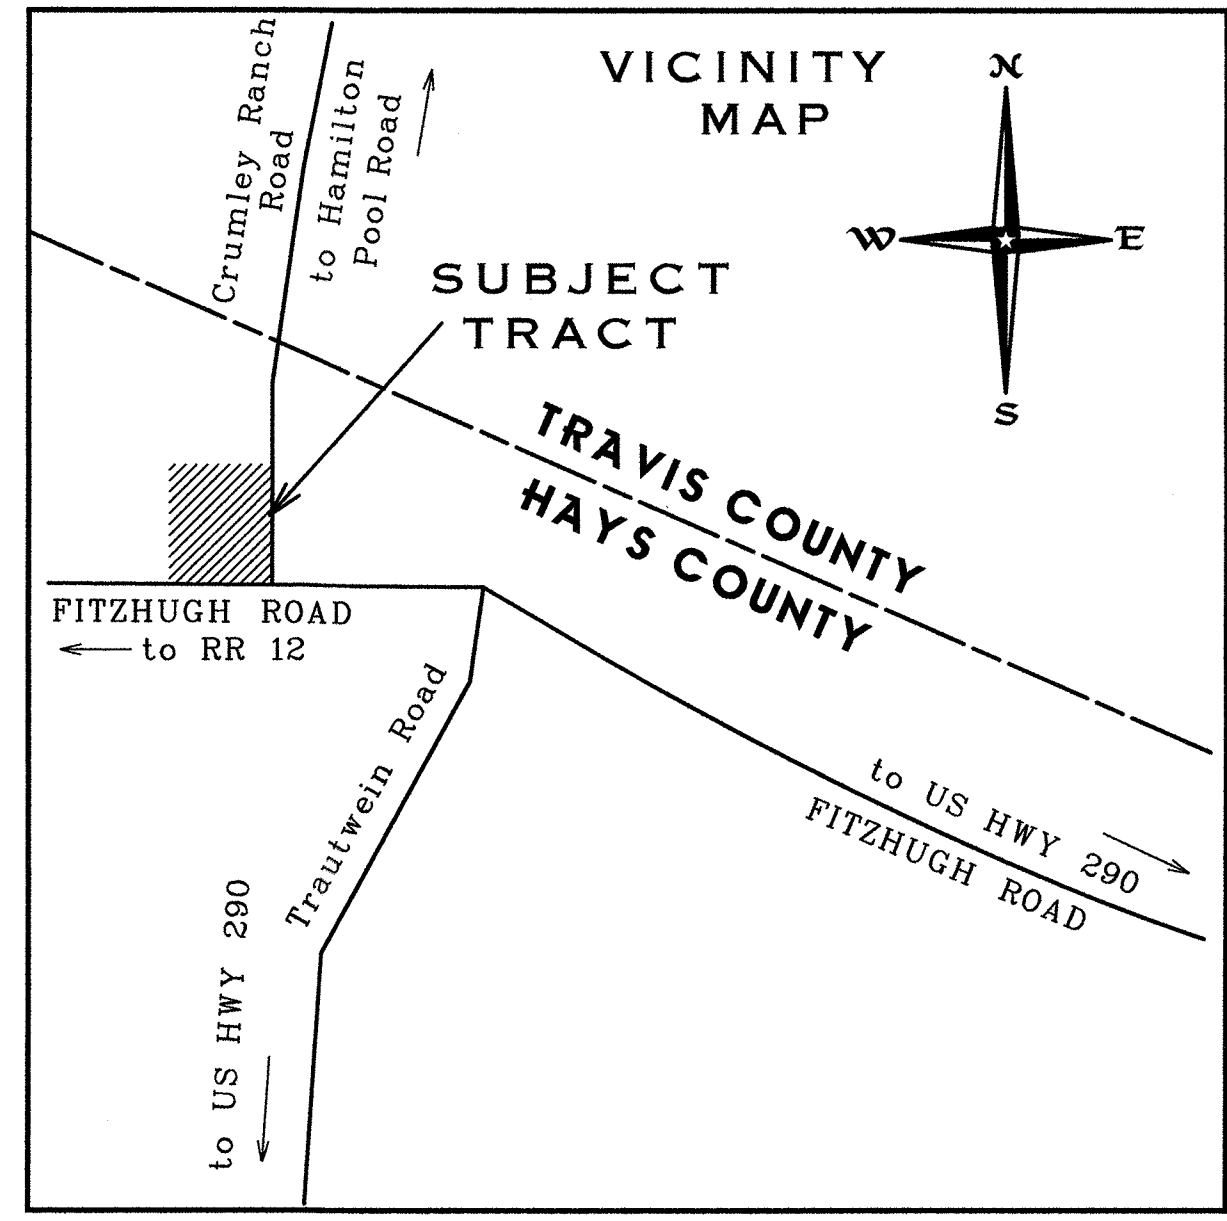 VICINITY
MAP
N
W
E
S
Crumley Ranch
Road
to Hamilton
Pool Road
SUBJECT
TRACT
TRAVIS COUNTY
HAYS COUNTY
FITZHUGH ROAD
to RR 12
Trautwein Road
to US HWY 290
to US HWY 290
FITZHUGH ROAD